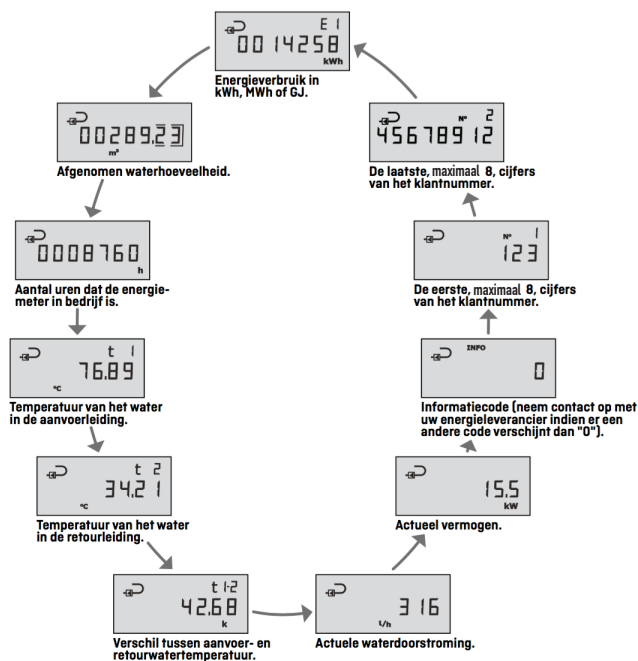 E 1
0014258
kWh
Energieverbruik in
kWh, MWh of GJ.
00289.23
m³
Afgenomen waterhoeveelheid.
0008760
h
Aantal uren dat de energie-
meter in bedrijf is.
t 1
76.89
°C
Temperatuur van het water
in de aanvoerleiding.
t 2
34.21
°C
Temperatuur van het water
in de retourleiding.
t 1-2
42.68
k
Verschil tussen aanvoer- en
retourwatertemperatuur.
316
l/h
Actuele waterdoorstroming.
15.5
kW
Actueel vermogen.
INFO
0
Informatiecode (neem contact op met
uw energieleverancier indien er een
andere code verschijnt dan "0").
N° 1
123
De eerste, maximaal 8, cijfers
van het klantnummer.
N° 2
45678912
De laatste, maximaal 8, cijfers
van het klantnummer.